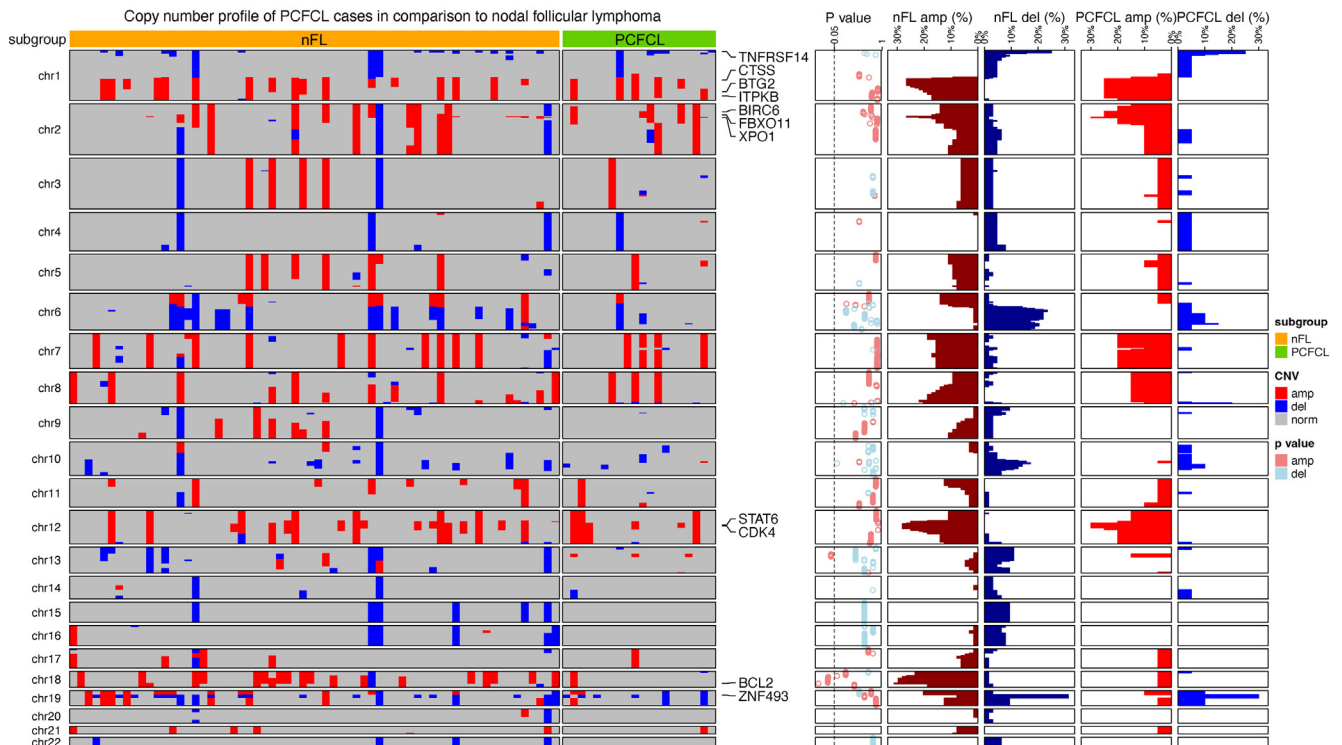 Copy number profile of PCFCL cases in comparison to nodal follicular lymphoma
P value
nFL amp (%)
nFL del (%)
PCFCL amp (%)
PCFCL del (%)
0.05
1
30%
20%
10%
0%
0%
10%
20%
30%
30%
20%
10%
0%
0%
10%
20%
30%
subgroup
nFL
PCFCL
chr1
chr2
chr3
chr4
chr5
chr6
chr7
chr8
chr9
chr10
chr11
chr12
chr13
chr14
chr15
chr16
chr17
chr18
chr19
chr20
chr21
chr22
TNFRSF14
CTSS
BTG2
ITPKB
BIRC6
FBXO11
XPO1
STAT6
CDK4
BCL2
ZNF493
subgroup
nFL
PCFCL
CNV
amp
del
norm
p value
amp
del